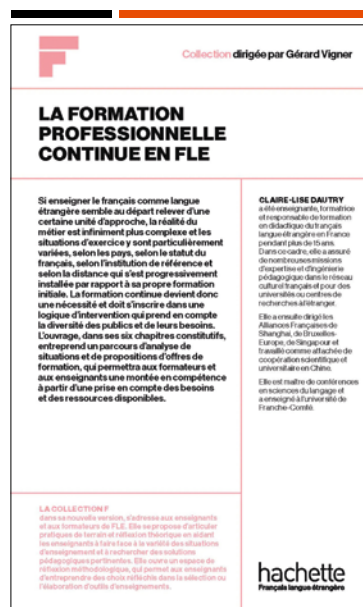 Collection dirigée par Gérard Vigner
LA FORMATION
PROFESSIONNELLE
CONTINUE EN FLE
Si enseigner le français comme langue
étrangère semble au départ relever d'une
certaine unité d'approche, la réalité du
métier est infiniment plus complexe et les
situations d'exercice y sont particulièrement
variées, selon les pays, selon le statut du
français, selon l'institution de référence et
selon la distance qui s'est progressivement
installée par rapport à sa propre formation
initiale. La formation continue devient donc
une nécessité et doit s'inscrire dans une
logique d'intervention qui prend en compte
la diversité des publics et de leurs besoins.
L'ouvrage, dans ses six chapitres constitutifs,
entreprend un parcours d'analyse de
situations et de propositions d'offres de
formation, qui permettra aux formateurs et
aux enseignants une montée en compétence
à partir d'une prise en compte des besoins
et des ressources disponibles.
CLAIRE-LISE DAUTRY
a été enseignante, formatrice
et responsable de formation
en didactique du français
langue étrangère en France
pendant plus de 15 ans.
Dans ce cadre, elle a assuré
de nombreuses missions
d'expertise et d'ingénierie
pédagogique dans le réseau
culturel français et pour des
universités ou centres de
recherches à l'étranger.
Elle a ensuite dirigé les
Alliances Françaises de
Shanghai, de Bruxelles-
Europe, de Singapour et
travaillé comme attachée de
coopération scientifique et
universitaire en Chine.
Elle est maître de conférences
en sciences du langage et
a enseigné à l'université de
Franche-Comté.
LA COLLECTION F
dans sa nouvelle version, s'adresse aux enseignants
et aux formateurs de FLE. Elle se propose d'articuler
pratiques de terrain et réflexion théorique en aidant
les enseignants à faire face à la variété des situations
d'enseignement et à rechercher des solutions
pédagogiques pertinentes. Elle ouvre un espace de
réflexion méthodologique, qui permet aux enseignants
d'entreprendre des choix réfléchis dans la sélection ou
l'élaboration d'outils d'enseignements.
hachette
Français langue étrangère